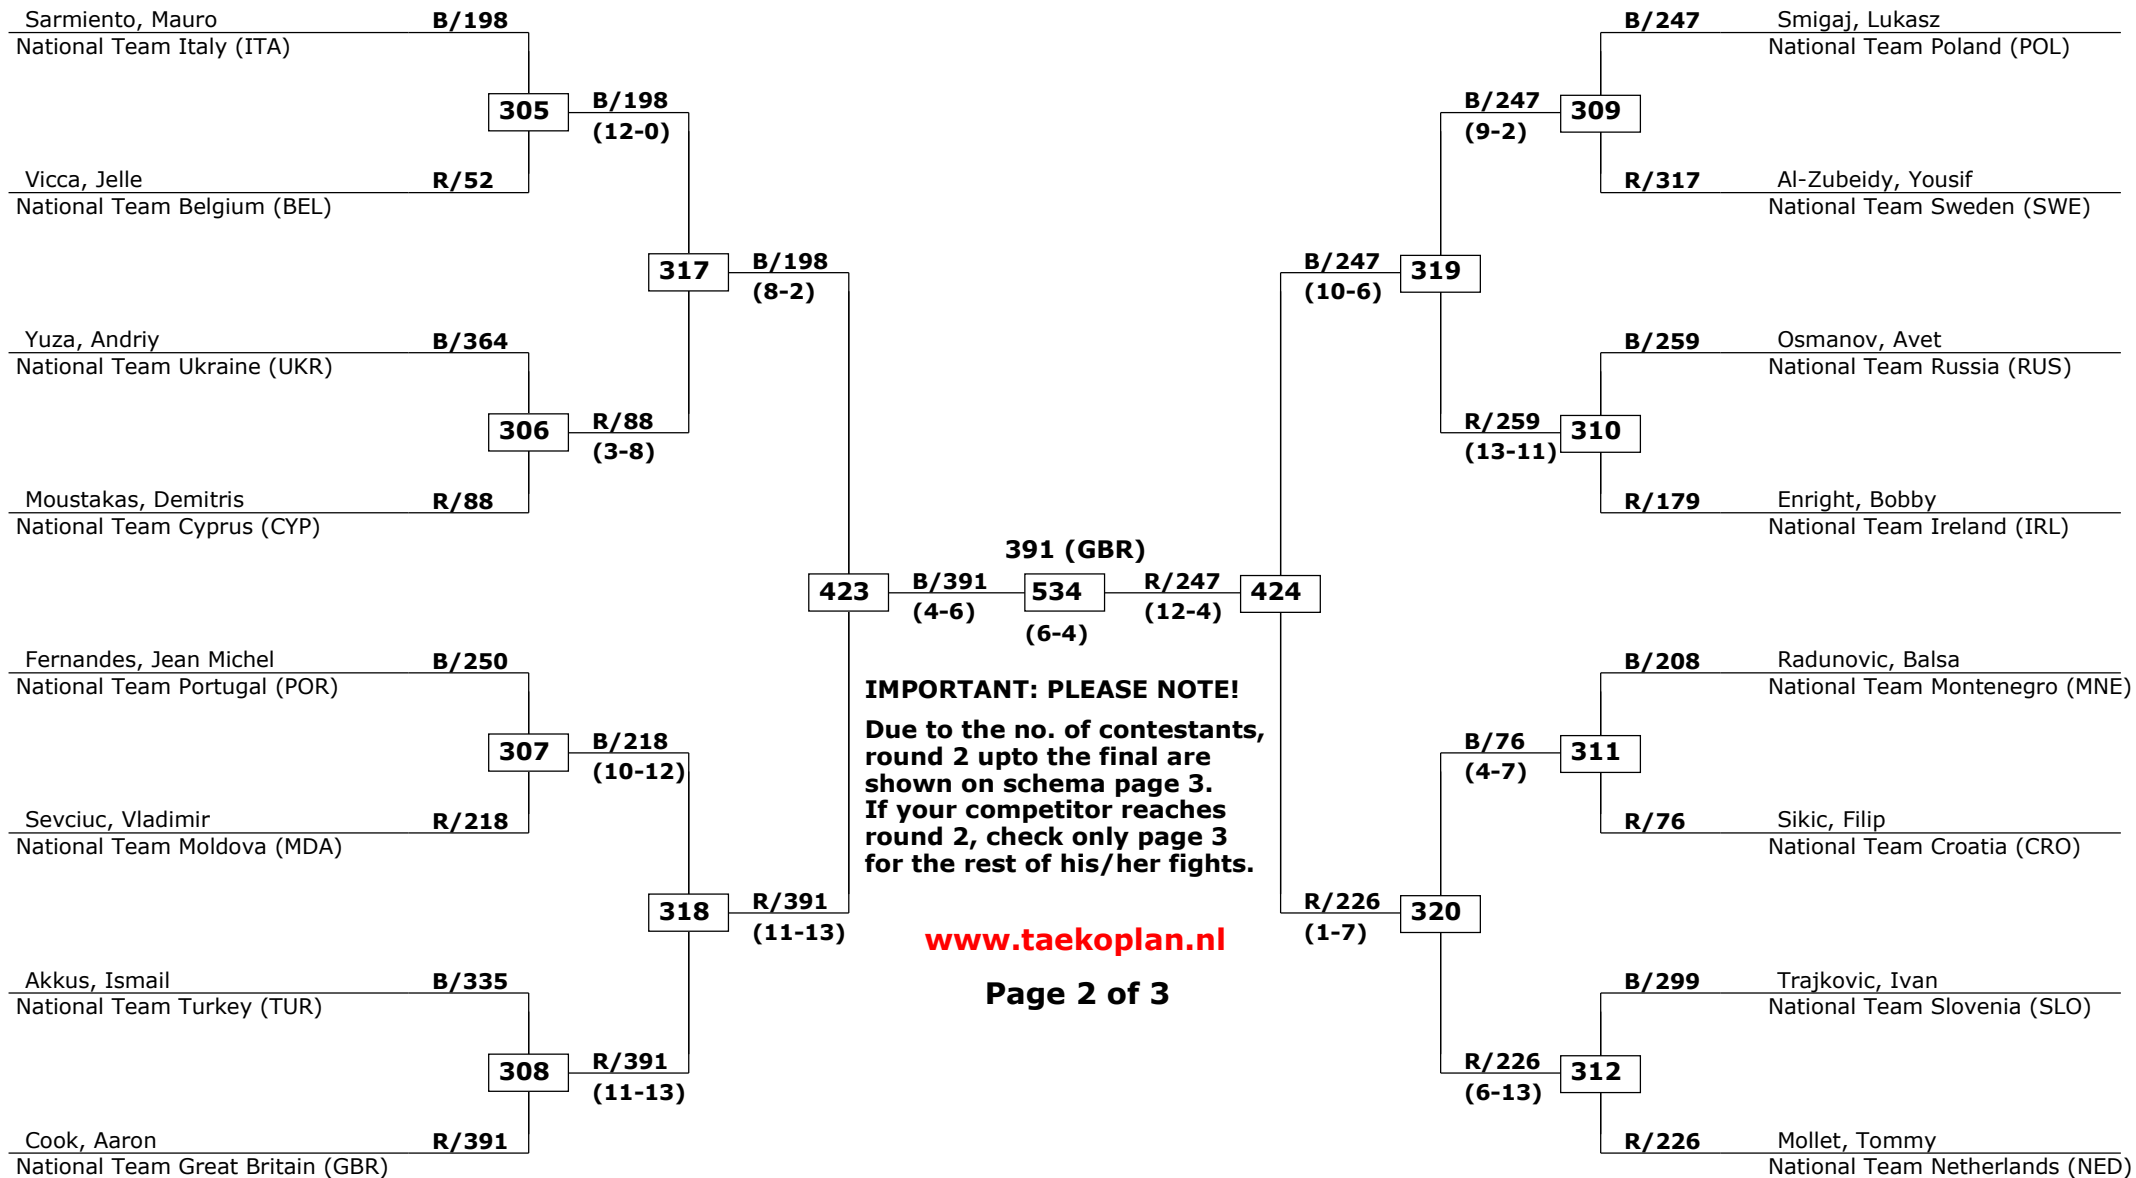 Sarmiento, Mauro
B/198
National Team Italy (ITA)
305
B/198
(12-0)
Vicca, Jelle
R/52
National Team Belgium (BEL)
317
B/198
(8-2)
Yuza, Andriy
B/364
National Team Ukraine (UKR)
306
R/88
(3-8)
Moustakas, Demitris
R/88
National Team Cyprus (CYP)
423
B/391
(4-6)
Fernandes, Jean Michel
B/250
National Team Portugal (POR)
307
B/218
(10-12)
Sevciuc, Vladimir
R/218
National Team Moldova (MDA)
318
R/391
(11-13)
Akkus, Ismail
B/335
National Team Turkey (TUR)
308
R/391
(11-13)
Cook, Aaron
R/391
National Team Great Britain (GBR)
391 (GBR)
534
(6-4)
IMPORTANT: PLEASE NOTE!
Due to the no. of contestants,
round 2 upto the final are
shown on schema page 3.
If your competitor reaches
round 2, check only page 3
for the rest of his/her fights.
www.taekoplan.nl
Page 2 of 3
B/247
Smigaj, Lukasz
National Team Poland (POL)
B/247
309
(9-2)
R/317
Al-Zubeidy, Yousif
National Team Sweden (SWE)
B/247
319
(10-6)
B/259
Osmanov, Avet
National Team Russia (RUS)
R/259
310
(13-11)
R/179
Enright, Bobby
National Team Ireland (IRL)
R/247
424
(12-4)
B/208
Radunovic, Balsa
National Team Montenegro (MNE)
B/76
311
(4-7)
R/76
Sikic, Filip
National Team Croatia (CRO)
R/226
320
(1-7)
B/299
Trajkovic, Ivan
National Team Slovenia (SLO)
R/226
312
(6-13)
R/226
Mollet, Tommy
National Team Netherlands (NED)